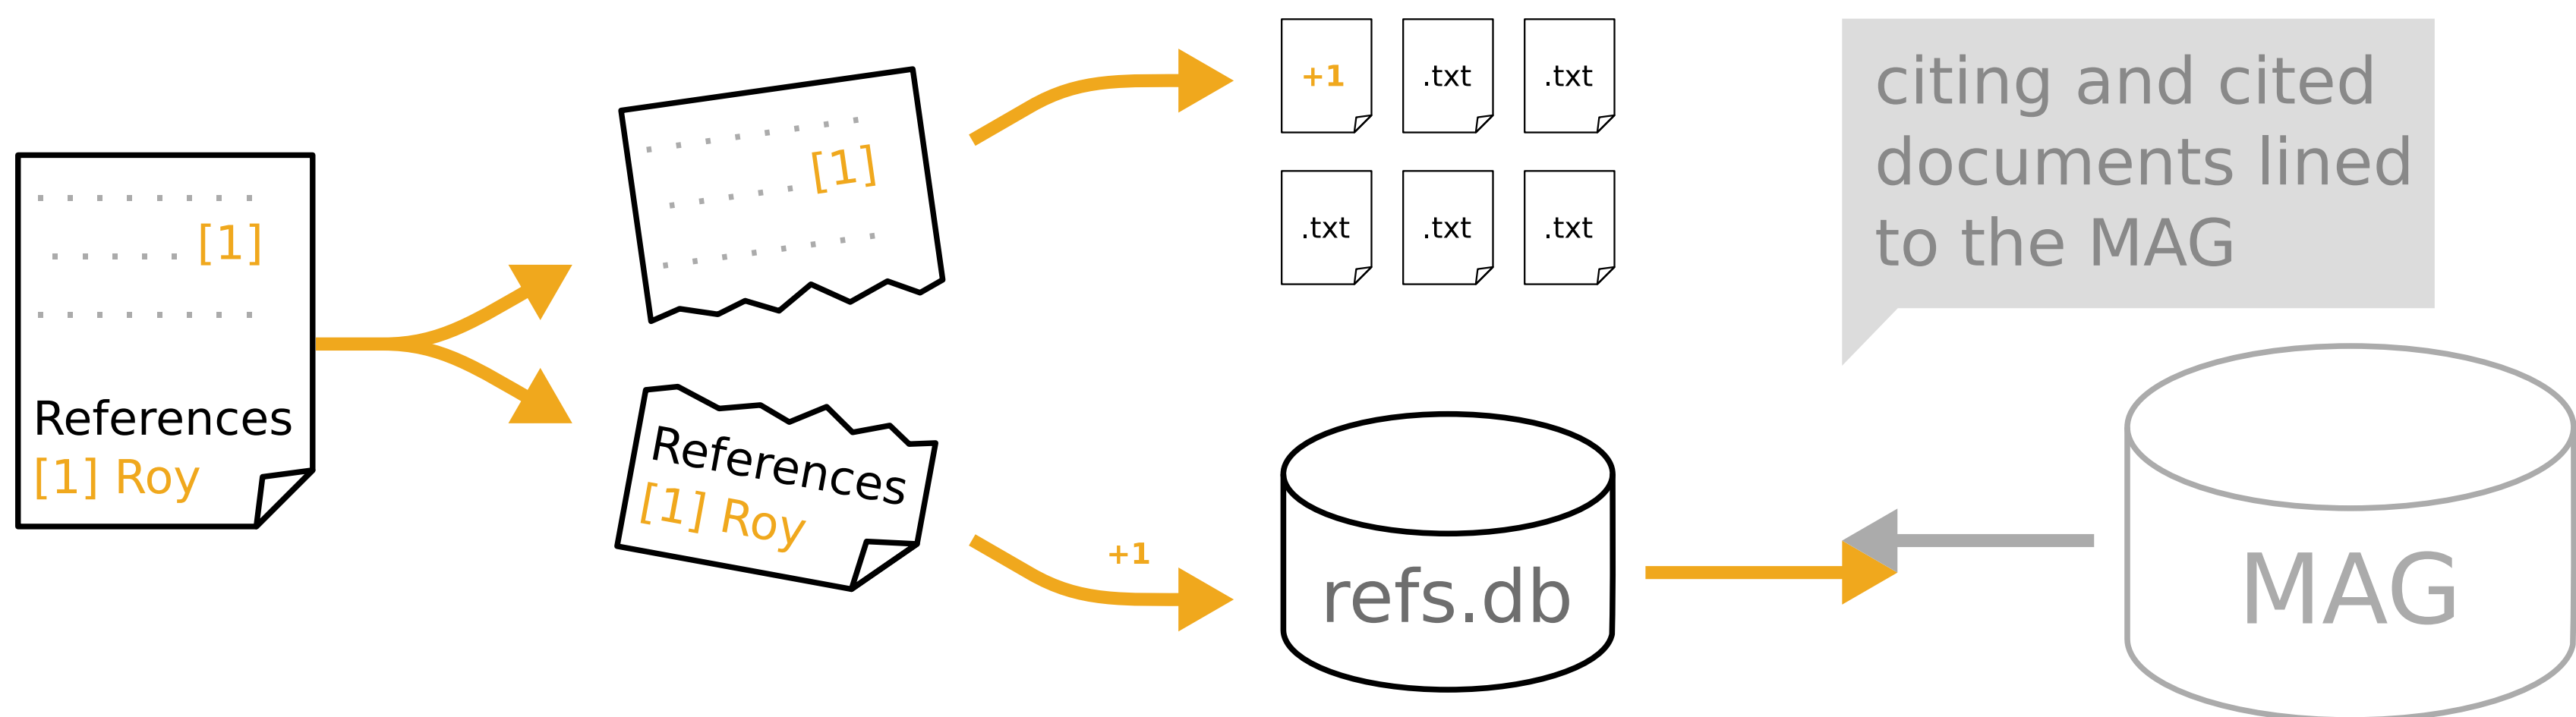 [1]
References
[1] Roy
[1]
References
[1] Roy
+1
.txt
.txt
.txt
.txt
.txt
+1
refs.db
citing and cited
documents lined
to the MAG
MAG